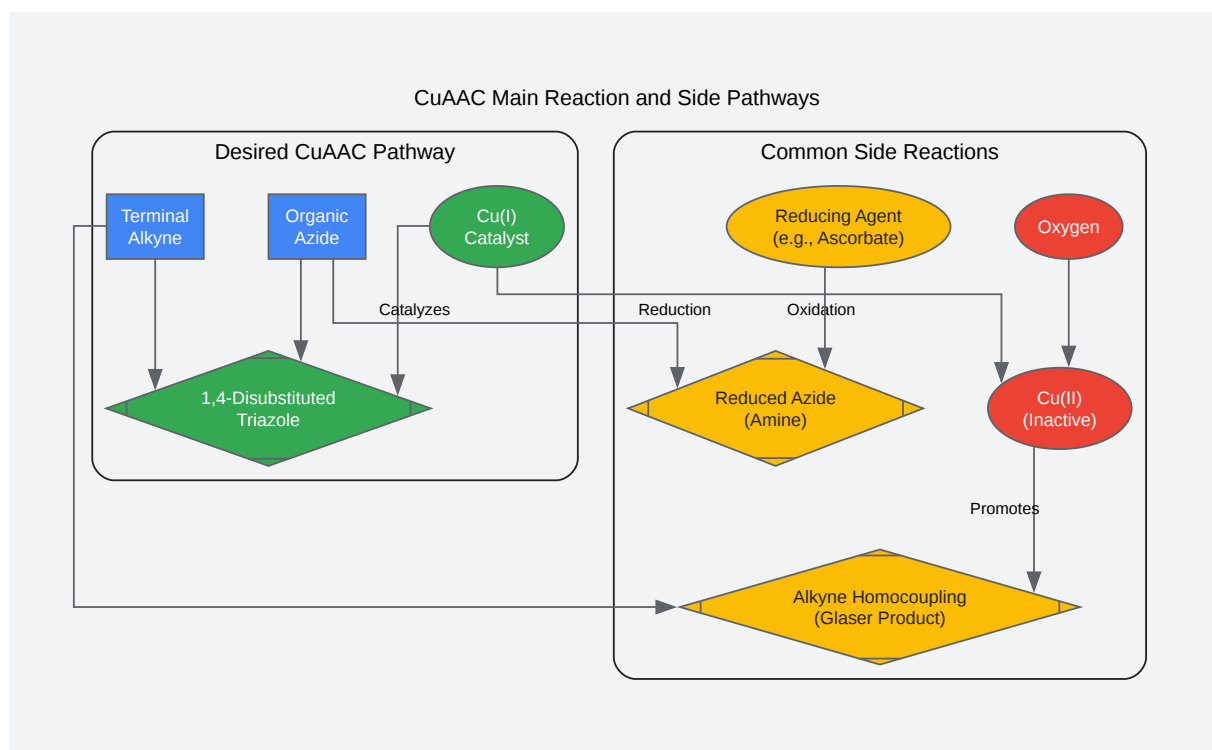 CuAAC Main Reaction and Side Pathways
Desired CuAAC Pathway
Common Side Reactions
Terminal
Alkyne
Organic
Azide
Cu(I)
Catalyst
Reducing Agent
(e.g., Ascorbate)
Oxygen
Catalyzes
Reduction
Oxidation
1,4-Disubstituted
Triazole
Reduced Azide
(Amine)
Cu(II)
(Inactive)
Promotes
Alkyne Homocoupling
(Glaser Product)